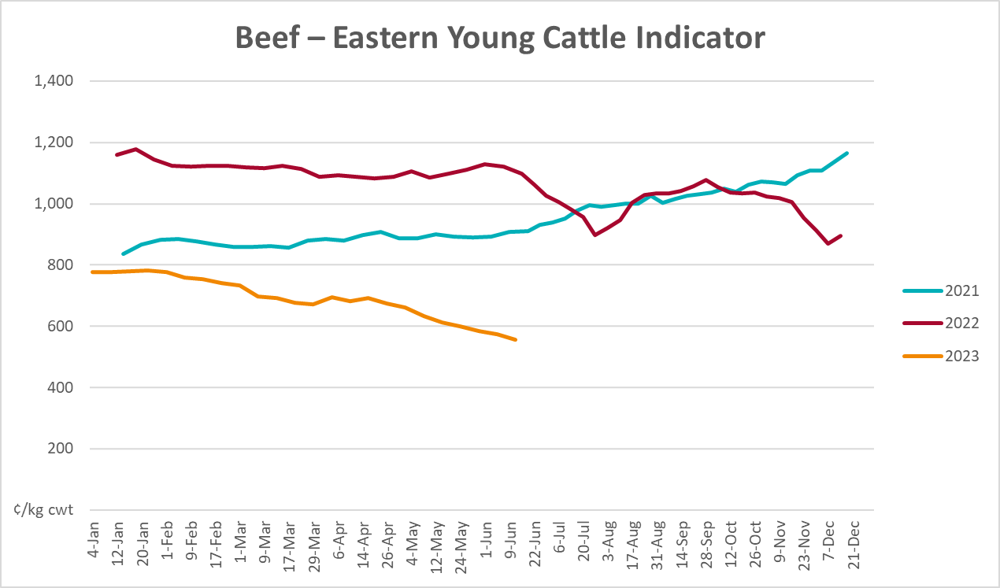 Beef – Eastern Young Cattle Indicator
1,400
1,200
1,000
800
600
400
200
¢/kg cwt
4-Jan
12-Jan
20-Jan
1-Feb
9-Feb
17-Feb
1-Mar
9-Mar
17-Mar
29-Mar
6-Apr
14-Apr
26-Apr
4-May
12-May
24-May
1-Jun
9-Jun
22-Jun
6-Jul
20-Jul
3-Aug
17-Aug
31-Aug
14-Sep
28-Sep
12-Oct
26-Oct
9-Nov
23-Nov
7-Dec
21-Dec
2021
2022
2023